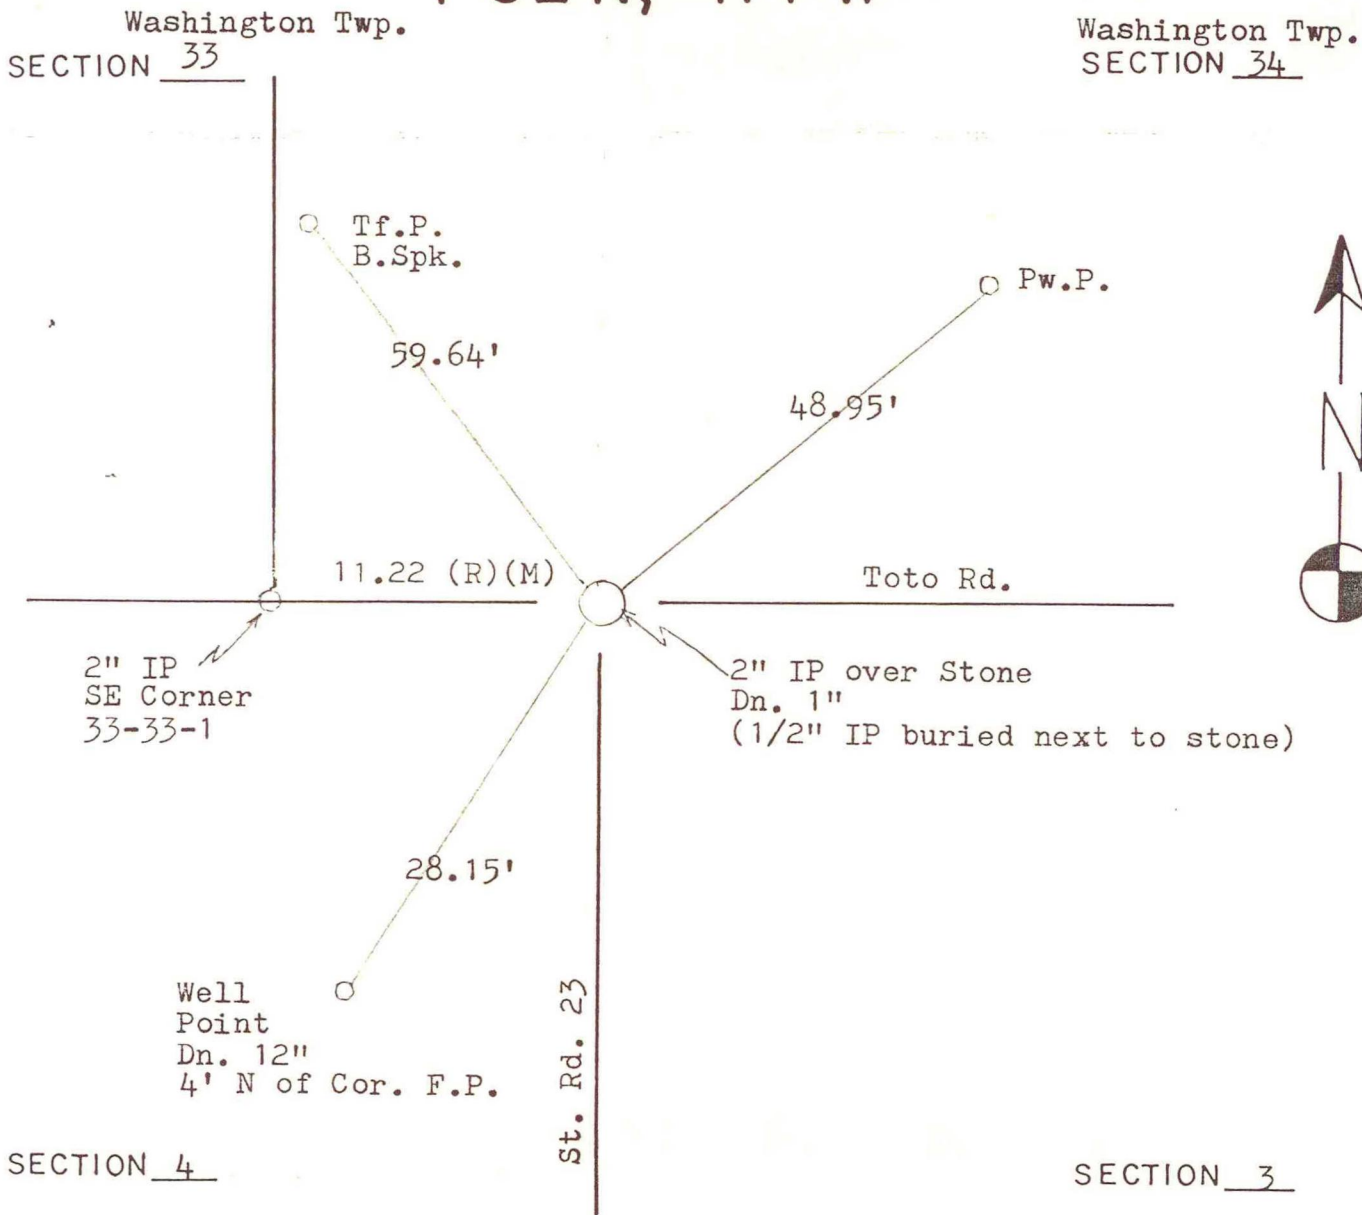 Washington Twp.
SECTION 33
Washington Twp.
SECTION 34
Tf.P.
B.Spk.
Pw.P.
59.64'
48.95'
N
11.22 (R)(M)
Toto Rd.
2" IP
SE Corner
33-33-1
2" IP over Stone
Dn. 1"
(1/2" IP buried next to stone)
28.15'
Well
Point
Dn. 12"
4' N of Cor. F.P.
St. Rd. 23
SECTION 4
SECTION 3